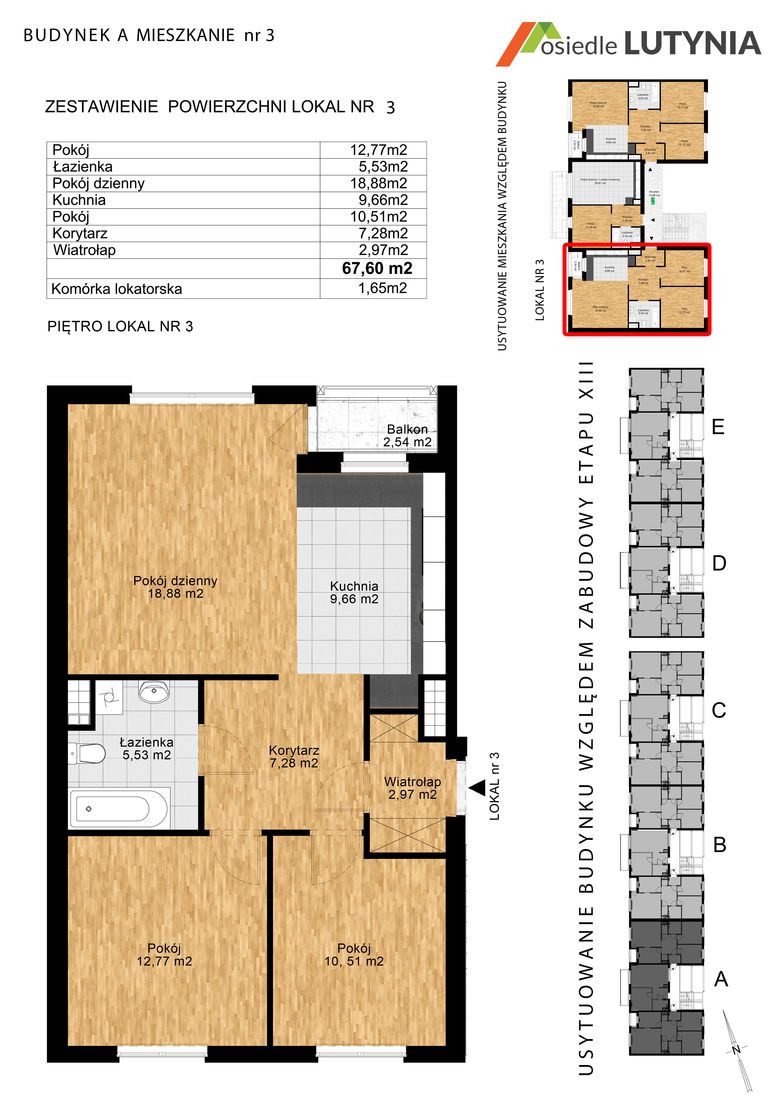 BUDYNEK A MIESZKANIE nr 3
osiedle LUTYNIA
ZESTAWIENIE POWIERZCHNI LOKAL NR 3
Pokój 12,77m2
Łazienka 5,53m2
Pokój dzienny 18,88m2
Kuchnia 9,66m2
Pokój 10,51m2
Korytarz 7,28m2
Wiatrołap 2,97m2
67,60 m2
Komórka lokatorska 1,65m2
PIĘTRO LOKAL NR 3
USYTUOWANIE MIESZKANIA WZGLĘDEM BUDYNKU
LOKAL NR 3
Balkon
2,54 m2
Pokój dzienny
18,88 m2
Kuchnia
9,66 m2
Łazienka
5,53 m2
Korytarz
7,28 m2
Wiatrołap
2,97 m2
LOKAL nr 3
Pokój
12,77 m2
Pokój
10, 51 m2
USYTUOWANIE BUDYNKU WZGLĘDEM ZABUDOWY ETAPU XIII
E
D
C
B
A
N